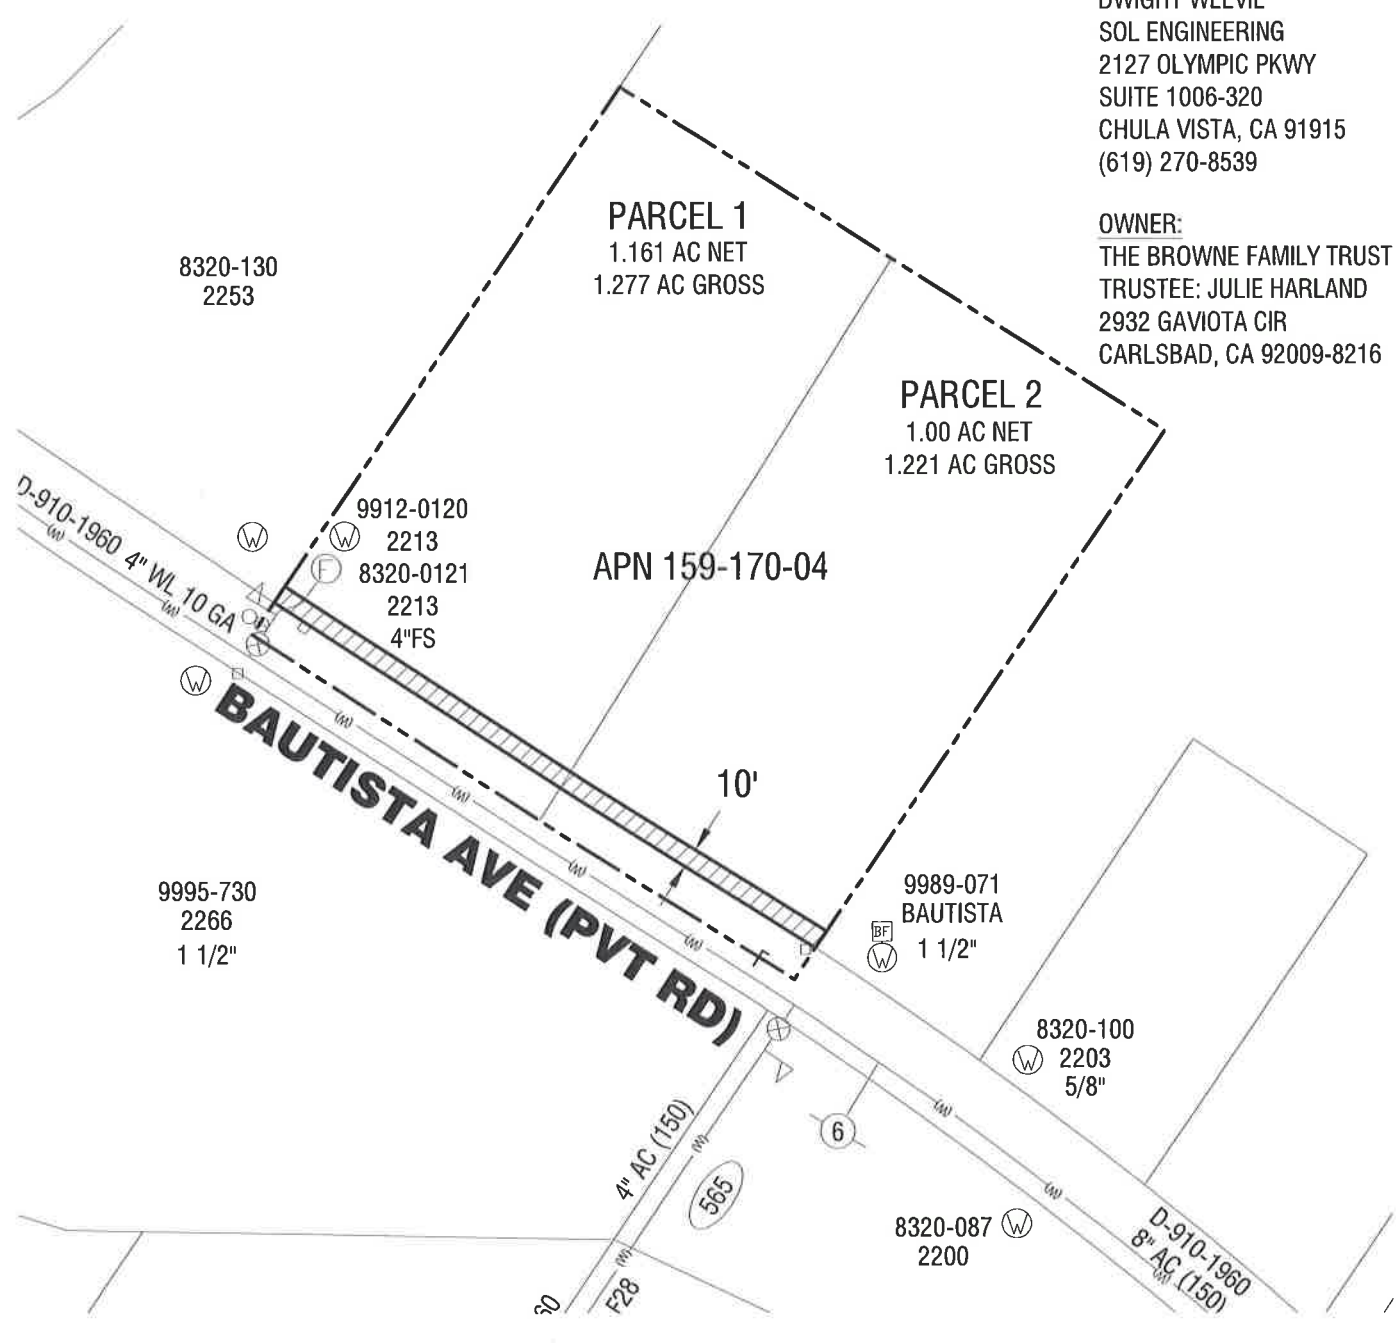 DWIGHT WEEVIL
SOL ENGINEERING
2127 OLYMPIC PKWY
SUITE 1006-320
CHULA VISTA, CA 91915
(619) 270-8539
OWNER:
THE BROWNE FAMILY TRUST
TRUSTEE: JULIE HARLAND
2932 GAVIOTA CIR
CARLSBAD, CA 92009-8216
PARCEL 1
1.161 AC NET
1.277 AC GROSS
8320-130
2253
PARCEL 2
1.00 AC NET
1.221 AC GROSS
D-910-1960 4" WL 10 GA
(W)
(W)
W
W
9912-0120
2213
F
8320-0121
2213
4"FS
APN 159-170-04
W
BAUTISTA AVE (PVT RD)
(W)
(W)
(W)
(W)
10'
9995-730
2266
1 1/2"
9989-071
BAUTISTA
BF
W
1 1/2"
8320-100
W
2203
5/8"
6
4" AC (150)
(W)
565
8320-087 W
2200
(W)
(W)
D-910-1960
8" AC (150)
(W)
(W)
60
F28